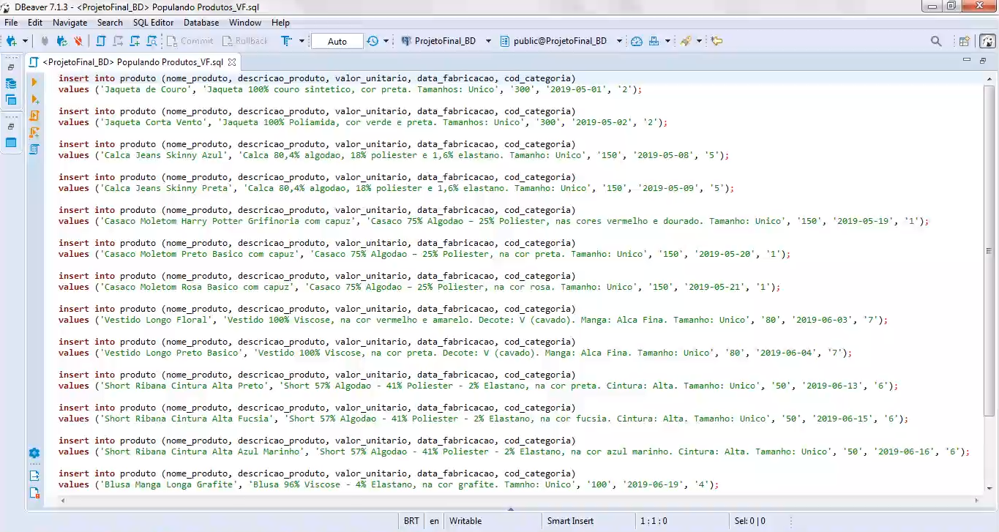 DBeaver 7.1.3 - <ProjetoFinal_BD> Populando Produtos_VF.sql
File Edit Navigate Search SQL Editor Database Window Help
Commit Rollback Auto ProjetoFinal_BD public@ProjetoFinal_BD
<ProjetoFinal_BD> Populando Produtos_VF.sql
insert into produto (nome_produto, descricao_produto, valor_unitario, data_fabricacao, cod_categoria)
values ('Jaqueta de Couro', 'Jaqueta 100% couro sintetico, cor preta. Tamanhos: Unico', '300', '2019-05-01', '2');
insert into produto (nome_produto, descricao_produto, valor_unitario, data_fabricacao, cod_categoria)
values ('Jaqueta Corta Vento', 'Jaqueta 100% Poliamida, cor verde e preta. Tamanhos: Unico', '300', '2019-05-02', '2');
insert into produto (nome_produto, descricao_produto, valor_unitario, data_fabricacao, cod_categoria)
values ('Calca Jeans Skinny Azul', 'Calca 80,4% algodao, 18% poliester e 1,6% elastano. Tamanho: Unico', '150', '2019-05-08', '5');
insert into produto (nome_produto, descricao_produto, valor_unitario, data_fabricacao, cod_categoria)
values ('Calca Jeans Skinny Preta', 'Calca 80,4% algodao, 18% poliester e 1,6% elastano. Tamanho: Unico', '150', '2019-05-09', '5');
insert into produto (nome_produto, descricao_produto, valor_unitario, data_fabricacao, cod_categoria)
values ('Casaco Moletom Harry Potter Grifinoria com capuz', 'Casaco 75% Algodao – 25% Poliester, nas cores vermelho e dourado. Tamanho: Unico', '150', '2019-05-19', '1');
insert into produto (nome_produto, descricao_produto, valor_unitario, data_fabricacao, cod_categoria)
values ('Casaco Moletom Preto Basico com capuz', 'Casaco 75% Algodao – 25% Poliester, na cor preta. Tamanho: Unico', '150', '2019-05-20', '1');
insert into produto (nome_produto, descricao_produto, valor_unitario, data_fabricacao, cod_categoria)
values ('Casaco Moletom Rosa Basico com capuz', 'Casaco 75% Algodao – 25% Poliester, na cor rosa. Tamanho: Unico', '150', '2019-05-21', '1');
insert into produto (nome_produto, descricao_produto, valor_unitario, data_fabricacao, cod_categoria)
values ('Vestido Longo Floral', 'Vestido 100% Viscose, na cor vermelho e amarelo. Decote: V (cavado). Manga: Alca Fina. Tamanho: Unico', '80', '2019-06-03', '7');
insert into produto (nome_produto, descricao_produto, valor_unitario, data_fabricacao, cod_categoria)
values ('Vestido Longo Preto Basico', 'Vestido 100% Viscose, na cor preta. Decote: V (cavado). Manga: Alca Fina. Tamanho: Unico', '80', '2019-06-04', '7');
insert into produto (nome_produto, descricao_produto, valor_unitario, data_fabricacao, cod_categoria)
values ('Short Ribana Cintura Alta Preto', 'Short 57% Algodao - 41% Poliester - 2% Elastano, na cor preta. Cintura: Alta. Tamanho: Unico', '50', '2019-06-13', '6');
insert into produto (nome_produto, descricao_produto, valor_unitario, data_fabricacao, cod_categoria)
values ('Short Ribana Cintura Alta Fucsia', 'Short 57% Algodao - 41% Poliester - 2% Elastano, na cor fucsia. Cintura: Alta. Tamanho: Unico', '50', '2019-06-15', '6');
insert into produto (nome_produto, descricao_produto, valor_unitario, data_fabricacao, cod_categoria)
values ('Short Ribana Cintura Alta Azul Marinho', 'Short 57% Algodao - 41% Poliester - 2% Elastano, na cor azul marinho. Cintura: Alta. Tamanho: Unico', '50', '2019-06-16', '6');
insert into produto (nome_produto, descricao_produto, valor_unitario, data_fabricacao, cod_categoria)
values ('Blusa Manga Longa Grafite', 'Blusa 96% Viscose - 4% Elastano, na cor grafite. Tamnho: Unico', '100', '2019-06-19', '4');
BRT en Writable Smart Insert 1 : 1 : 0 Sel: 0 | 0